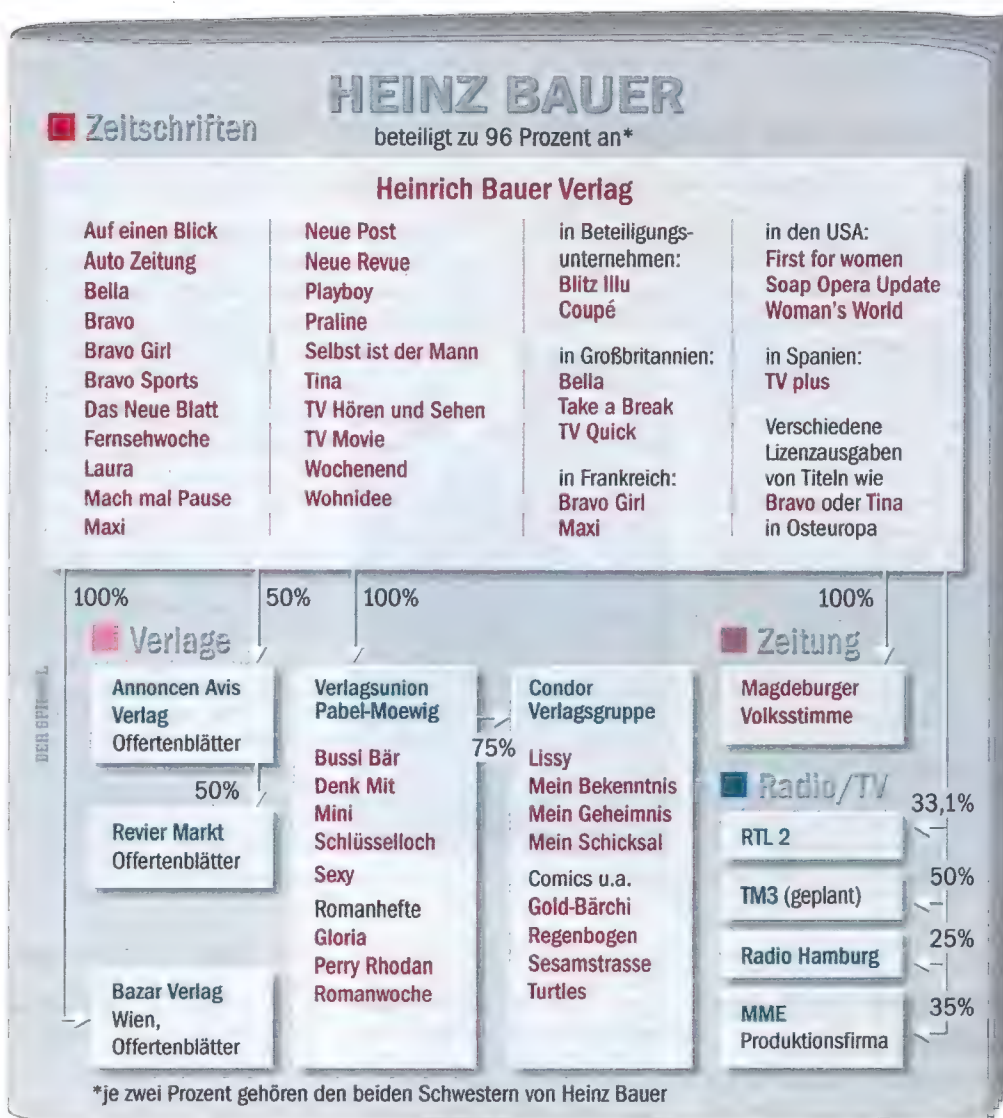 HEINZ BAUER
Zeitschriften
beteiligt zu 96 Prozent an*
Heinrich Bauer Verlag
Auf einen Blick
Auto Zeitung
Bella
Bravo
Bravo Girl
Bravo Sports
Das Neue Blatt
Fernsehwoche
Laura
Mach mal Pause
Maxi
Neue Post
Neue Revue
Playboy
Praline
Selbst ist der Mann
Tina
TV Hören und Sehen
TV Movie
Wochenend
Wohnidee
in Beteiligungs-
unternehmen:
Blitz Illu
Coupé
in Großbritannien:
Bella
Take a Break
TV Quick
in Frankreich:
Bravo Girl
Maxi
in den USA:
First for women
Soap Opera Update
Woman's World
in Spanien:
TV plus
Verschiedene
Lizenzausgaben
von Titeln wie
Bravo oder Tina
in Osteuropa
100%
50%
100%
100%
Verlage
Annoncen Avis
Verlag
Offertenblätter
50%
Revier Markt
Offertenblätter
Bazar Verlag
Wien,
Offertenblätter
Verlagsunion
Pabel-Moewig
Bussi Bär
Denk Mit
Mini
Schlüsselloch
Sexy
Romanhefte
Gloria
Perry Rhodan
Romanwoche
75%
Condor
Verlagsgruppe
Lissy
Mein Bekenntnis
Mein Geheimnis
Mein Schicksal
Comics u.a.
Gold-Bärchi
Regenbogen
Sesamstrasse
Turtles
Zeitung
Magdeburger
Volksstimme
Radio/TV
33,1%
RTL 2
50%
TM3 (geplant)
25%
Radio Hamburg
35%
MME
Produktionsfirma
*je zwei Prozent gehören den beiden Schwestern von Heinz Bauer
DER